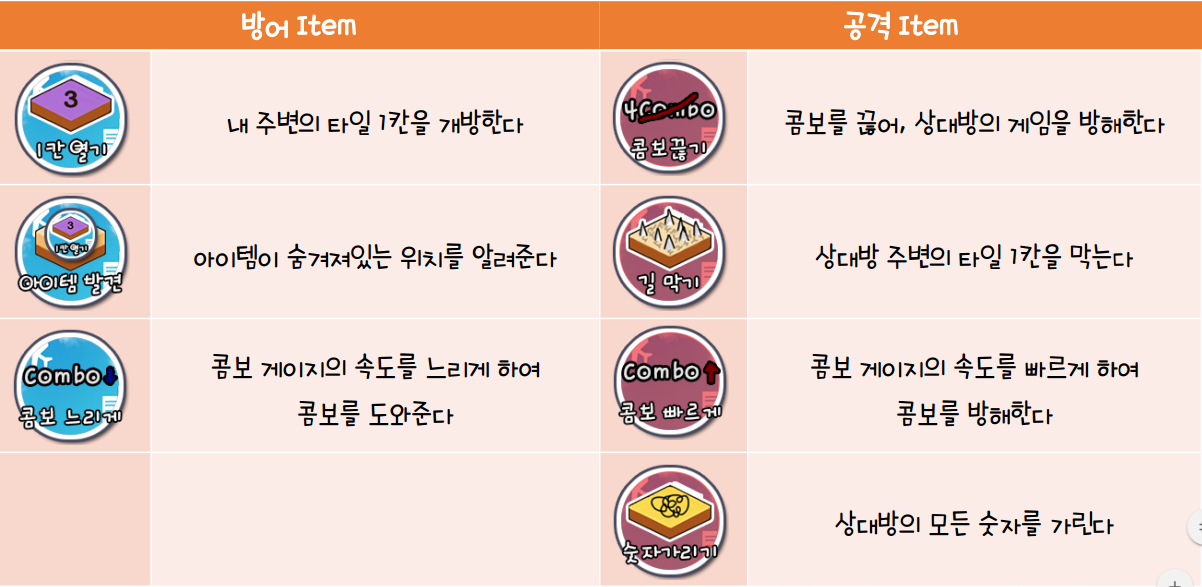 방어 Item
공격 Item
3
1칸 열기
내 주변의 타일 1칸을 개방한다
4Combo
콤보끊기
콤보를 끊어, 상대방의 게임을 방해한다
3
1칸 열기
아이템 발견
아이템이 숨겨져있는 위치를 알려준다
길 막기
상대방 주변의 타일 1칸을 막는다
Combo
콤보 느리게
콤보 게이지의 속도를 느리게 하여
콤보를 도와준다
Combo
콤보 빠르게
콤보 게이지의 속도를 빠르게 하여
콤보를 방해한다
숫자가리기
상대방의 모든 숫자를 가린다